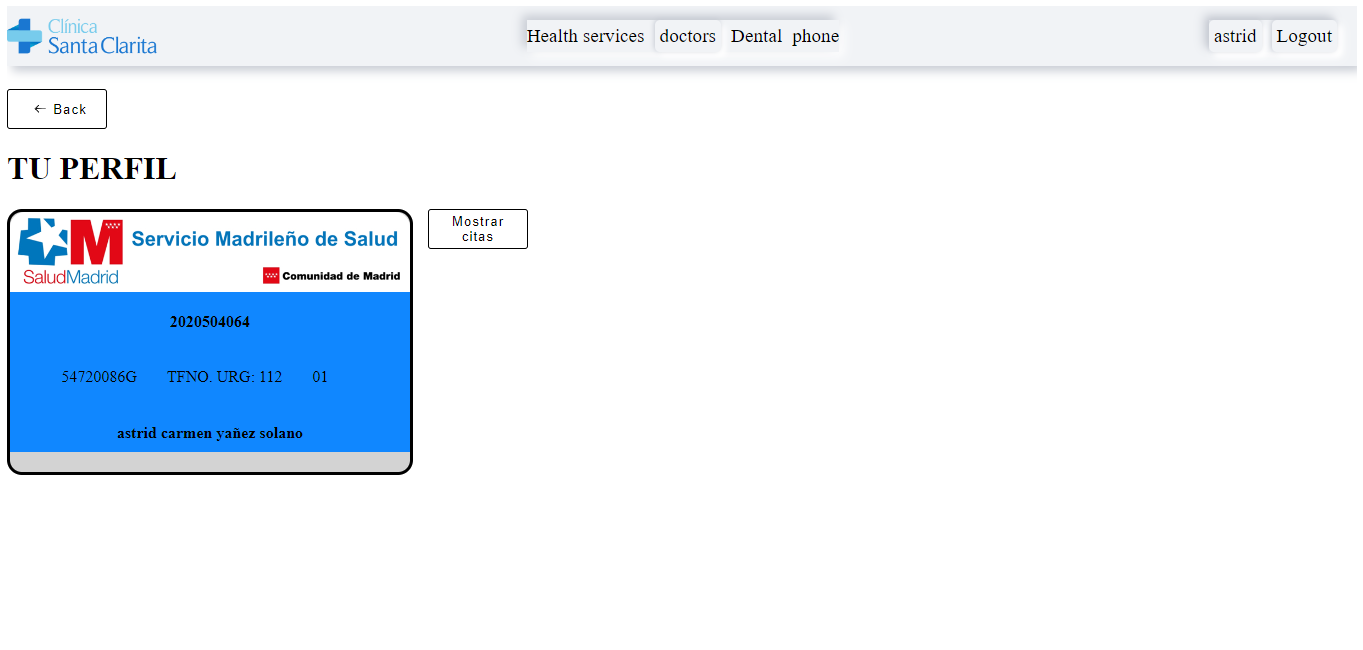 Clínica
Santa Clarita
Health services doctors Dental phone
astrid Logout
← Back
TU PERFIL
Servicio Madrileño de Salud
SaludMadrid
Comunidad de Madrid
Mostrar
citas
2020504064
54720086G TFNO. URG: 112 01
astrid carmen yañez solano